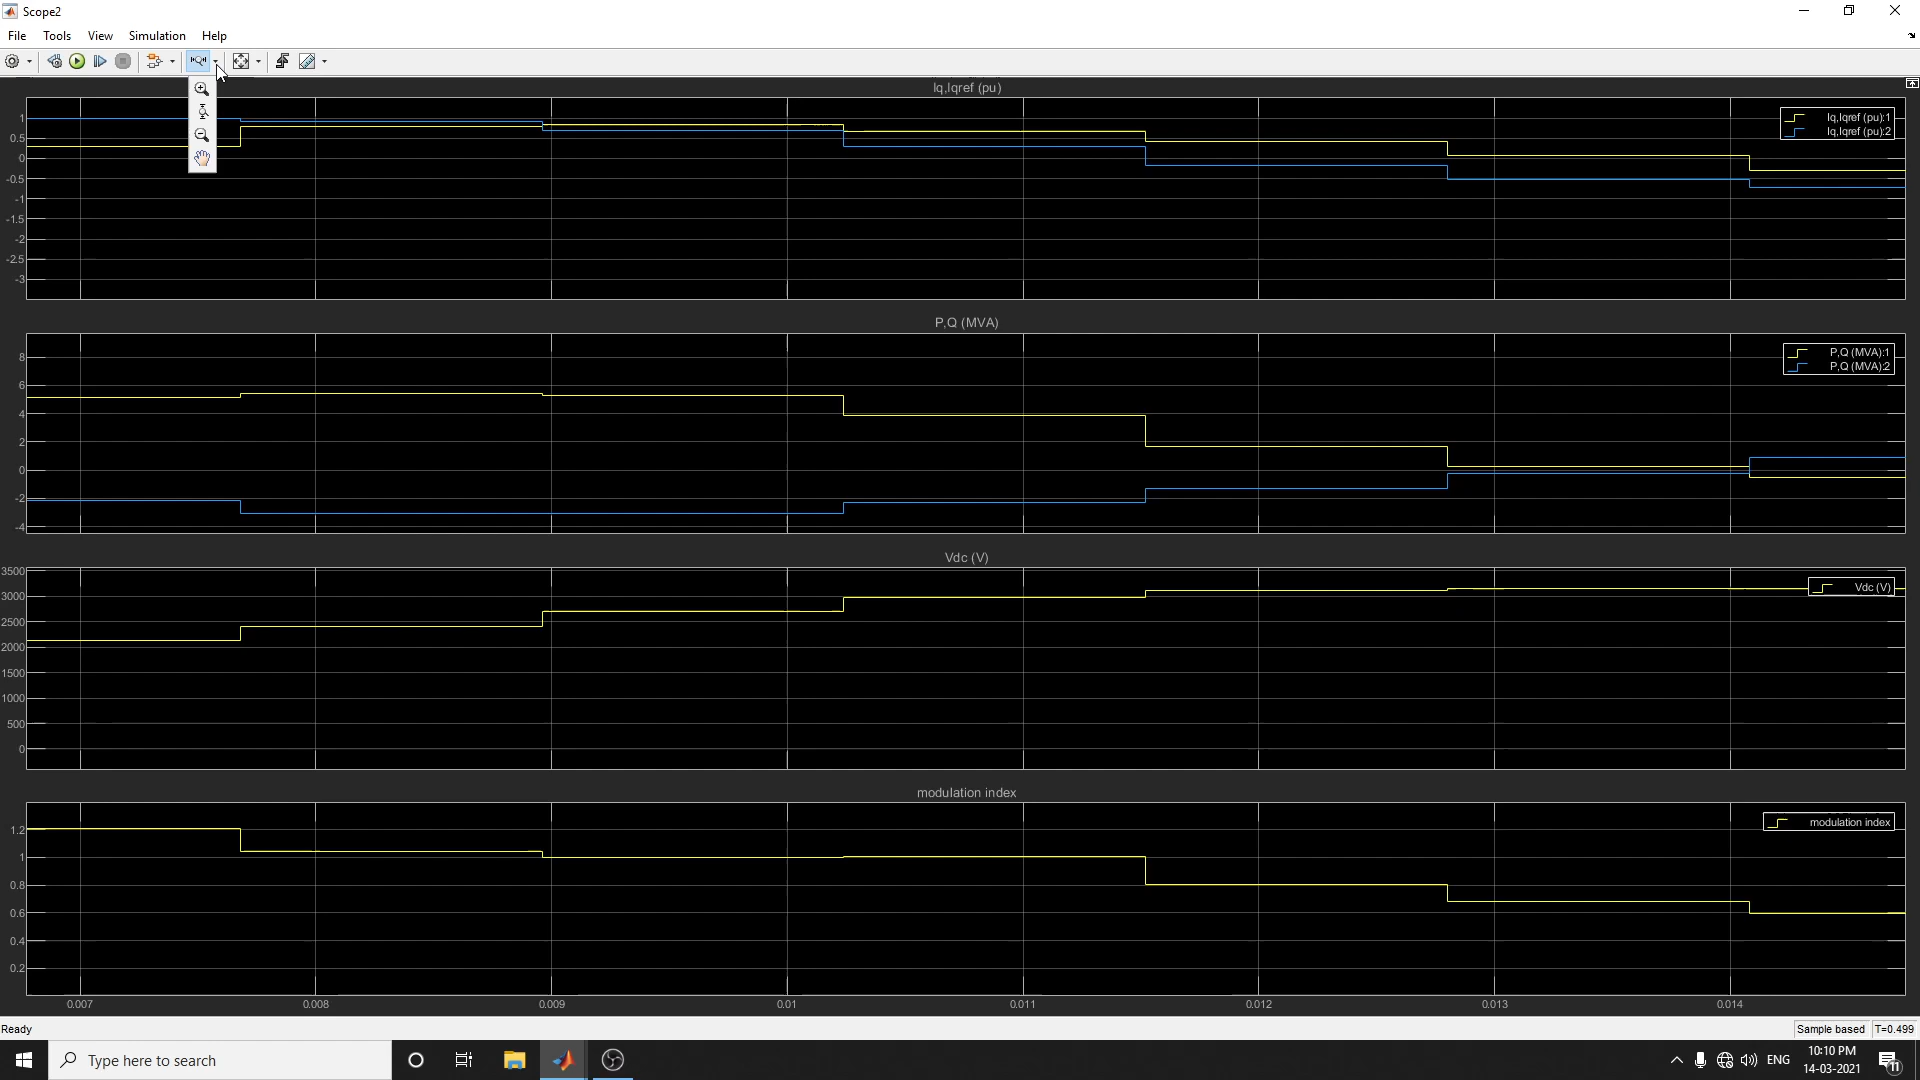 Scope2
File Tools View Simulation Help
Iq,Iqref (pu)
Iq,Iqref (pu):1
Iq,Iqref (pu):2
1
0.5
0
-0.5
-1
-1.5
-2
-2.5
-3
P,Q (MVA)
P,Q (MVA):1
P,Q (MVA):2
8
6
4
2
0
-2
-4
Vdc (V)
Vdc (V)
3500
3000
2500
2000
1500
1000
500
0
modulation index
modulation index
1.2
1
0.8
0.6
0.4
0.2
0.007 0.008 0.009 0.01 0.011 0.012 0.013 0.014
Ready
Sample based T=0.499
Type here to search
ENG
10:10 PM
14-03-2021
11